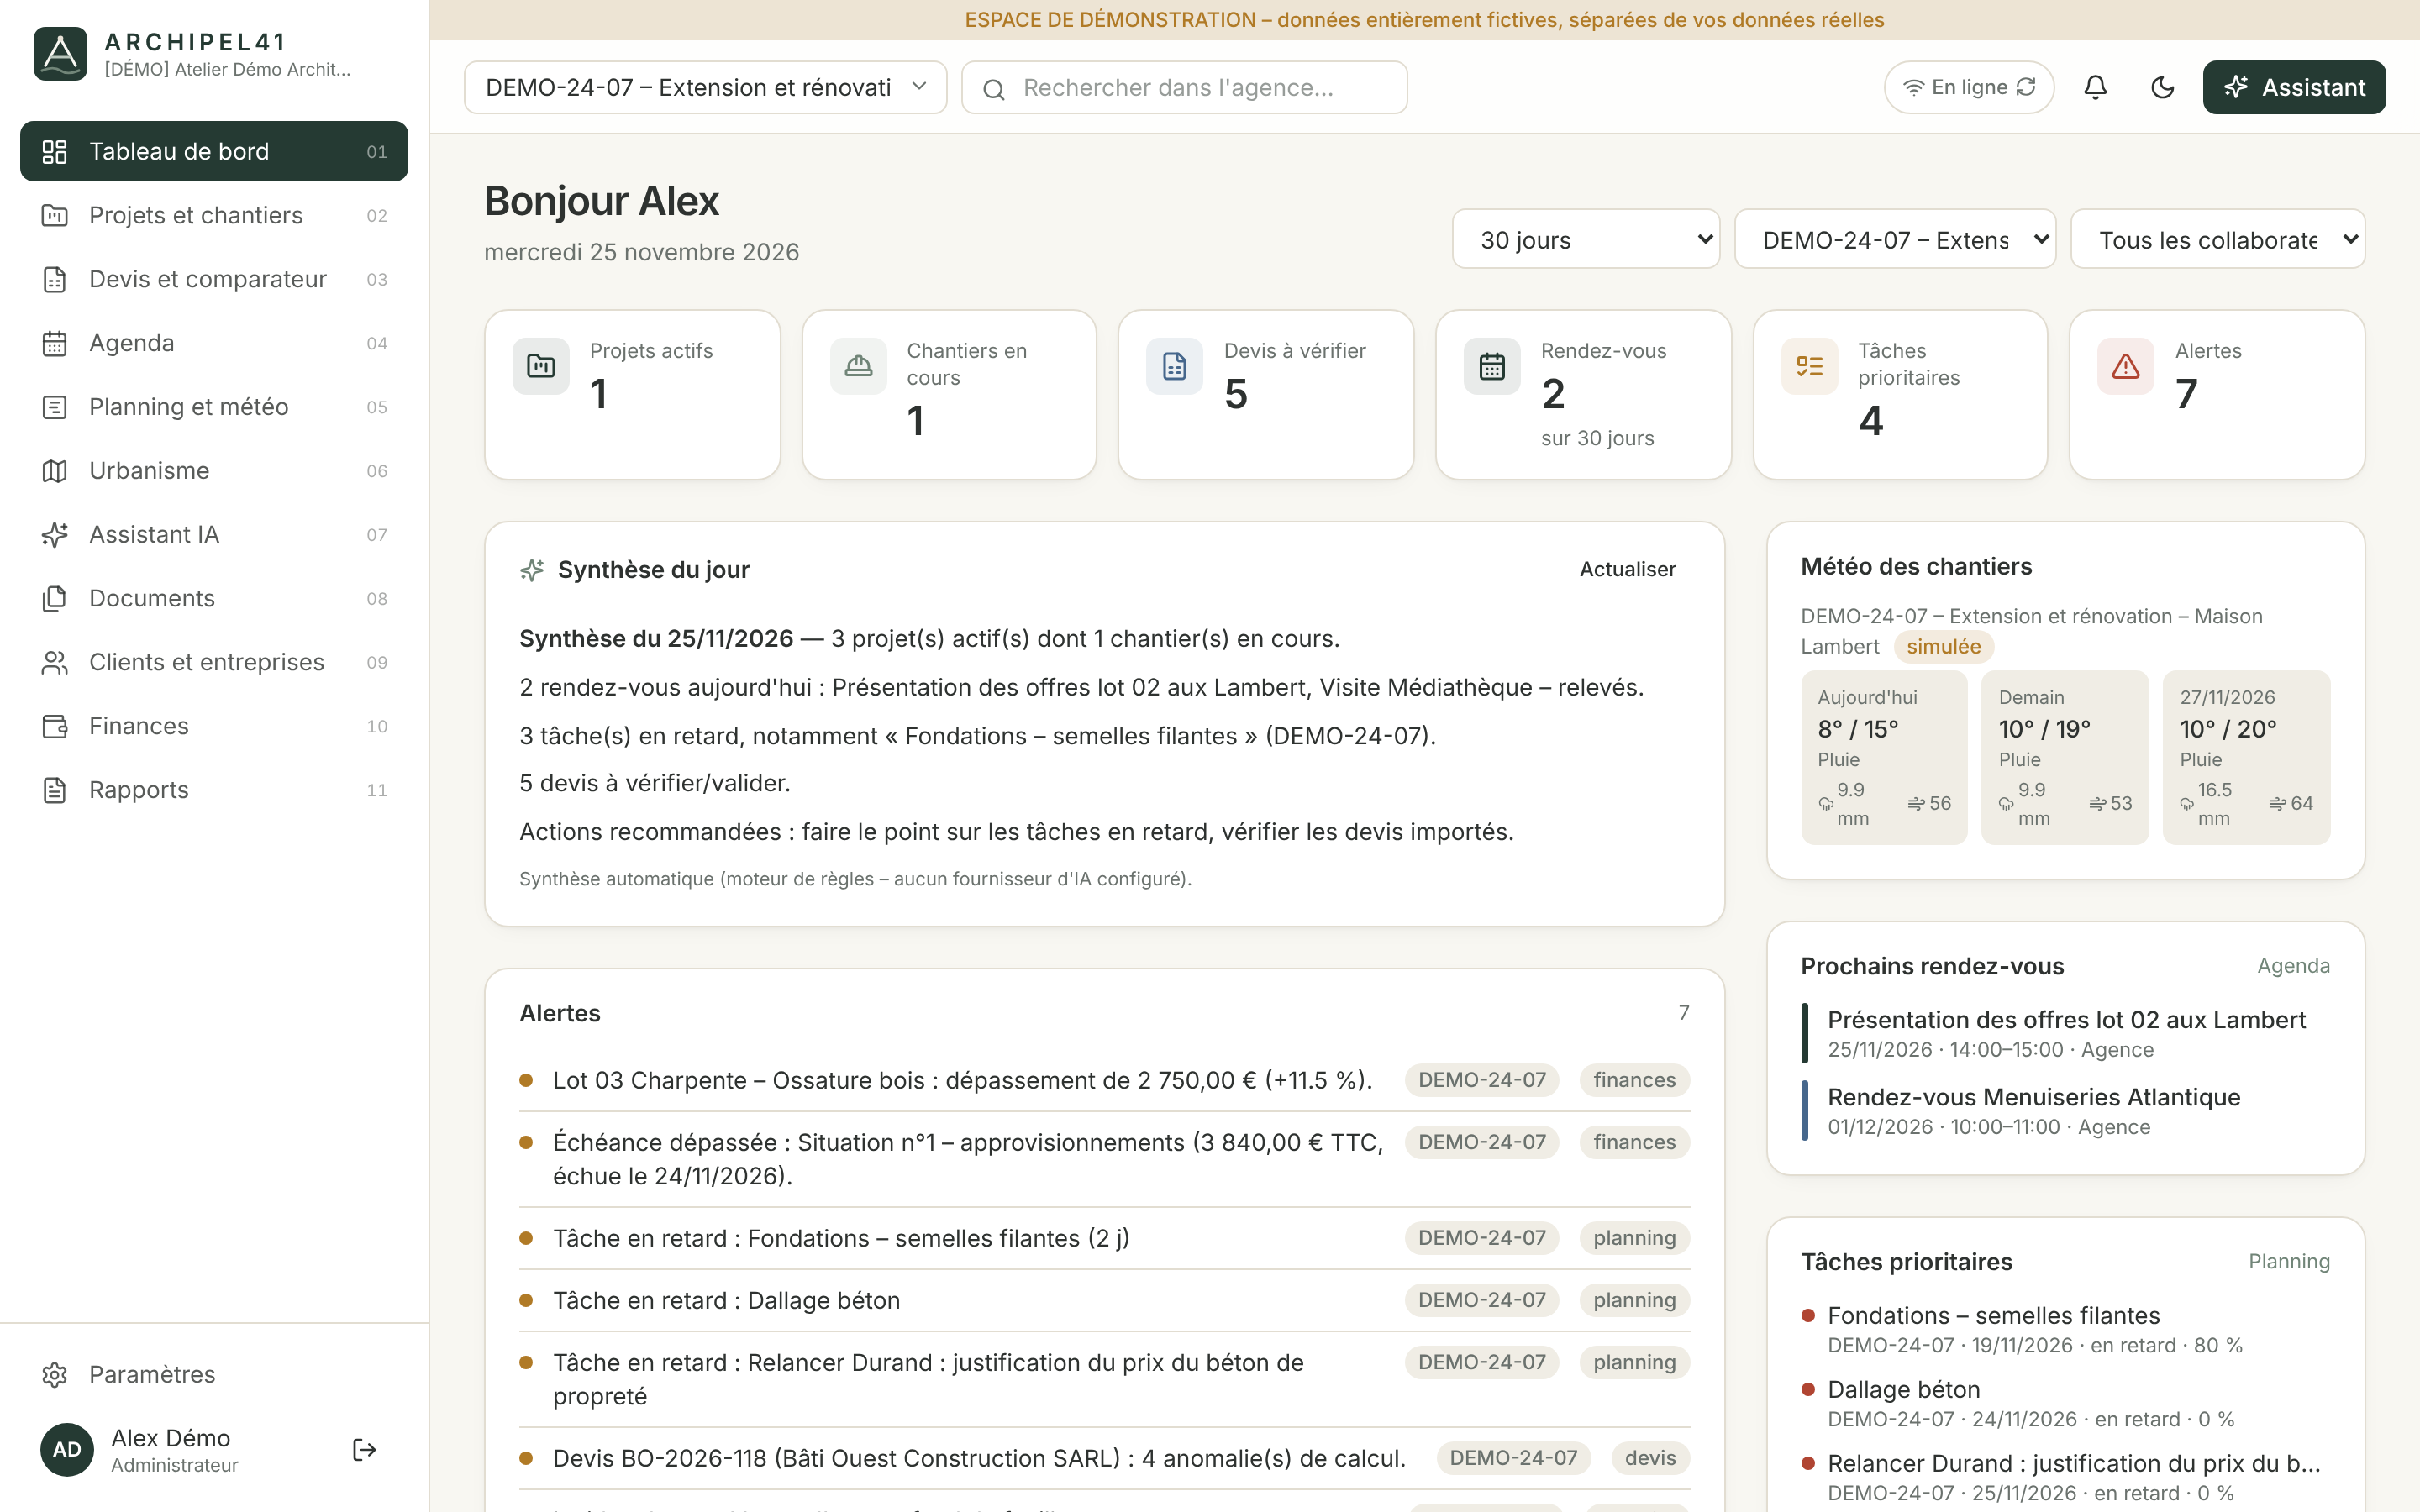 ARCHIPEL41
[DÉMO] Atelier Démo Archit...
Tableau de bord 01
Projets et chantiers 02
Devis et comparateur 03
Agenda 04
Planning et météo 05
Urbanisme 06
Assistant IA 07
Documents 08
Clients et entreprises 09
Finances 10
Rapports 11
Paramètres
AD
Alex Démo
Administrateur
ESPACE DE DÉMONSTRATION – données entièrement fictives, séparées de vos données réelles
DEMO-24-07 – Extension et rénovati
Rechercher dans l'agence...
En ligne
Assistant
Bonjour Alex
mercredi 25 novembre 2026
30 jours
DEMO-24-07 – Extens
Tous les collaborate
Projets actifs
1
Chantiers en
cours
1
Devis à vérifier
5
Rendez-vous
2
sur 30 jours
Tâches
prioritaires
4
Alertes
7
Synthèse du jour
Actualiser
Synthèse du 25/11/2026 — 3 projet(s) actif(s) dont 1 chantier(s) en cours.
2 rendez-vous aujourd'hui : Présentation des offres lot 02 aux Lambert, Visite Médiathèque – relevés.
3 tâche(s) en retard, notamment « Fondations – semelles filantes » (DEMO-24-07).
5 devis à vérifier/valider.
Actions recommandées : faire le point sur les tâches en retard, vérifier les devis importés.
Synthèse automatique (moteur de règles – aucun fournisseur d'IA configuré).
Alertes 7
Lot 03 Charpente – Ossature bois : dépassement de 2 750,00 € (+11.5 %). DEMO-24-07 finances
Échéance dépassée : Situation n°1 – approvisionnements (3 840,00 € TTC, DEMO-24-07 finances
échue le 24/11/2026).
Tâche en retard : Fondations – semelles filantes (2 j) DEMO-24-07 planning
Tâche en retard : Dallage béton DEMO-24-07 planning
Tâche en retard : Relancer Durand : justification du prix du béton de DEMO-24-07 planning
propreté
Devis BO-2026-118 (Bâti Ouest Construction SARL) : 4 anomalie(s) de calcul. DEMO-24-07 devis
Météo des chantiers
DEMO-24-07 – Extension et rénovation – Maison
Lambert simulée
Aujourd'hui
8° / 15°
Pluie
9.9
mm
56
Demain
10° / 19°
Pluie
9.9
mm
53
27/11/2026
10° / 20°
Pluie
16.5
mm
64
Prochains rendez-vous Agenda
Présentation des offres lot 02 aux Lambert
25/11/2026 · 14:00–15:00 · Agence
Rendez-vous Menuiseries Atlantique
01/12/2026 · 10:00–11:00 · Agence
Tâches prioritaires Planning
Fondations – semelles filantes
DEMO-24-07 · 19/11/2026 · en retard · 80 %
Dallage béton
DEMO-24-07 · 24/11/2026 · en retard · 0 %
Relancer Durand : justification du prix du b...
DEMO-24-07 · 25/11/2026 · en retard · 0 %